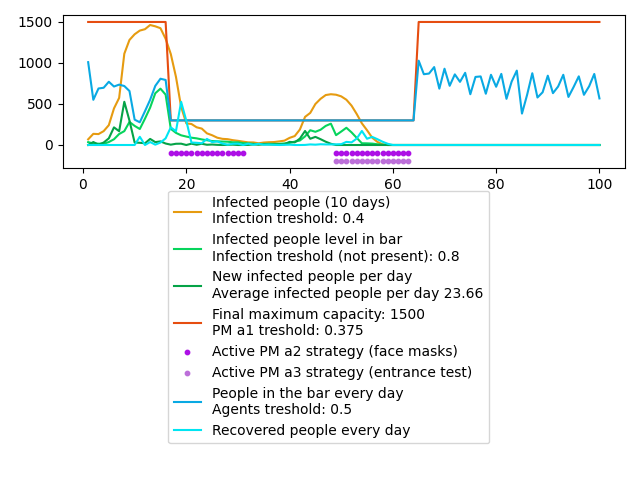 1500
1000
500
0
0 20 40 60 80 100
Infected people (10 days)
Infection treshold: 0.4
Infected people level in bar
Infection treshold (not present): 0.8
New infected people per day
Average infected people per day 23.66
Final maximum capacity: 1500
PM a1 treshold: 0.375
Active PM a2 strategy (face masks)
Active PM a3 strategy (entrance test)
People in the bar every day
Agents treshold: 0.5
Recovered people every day